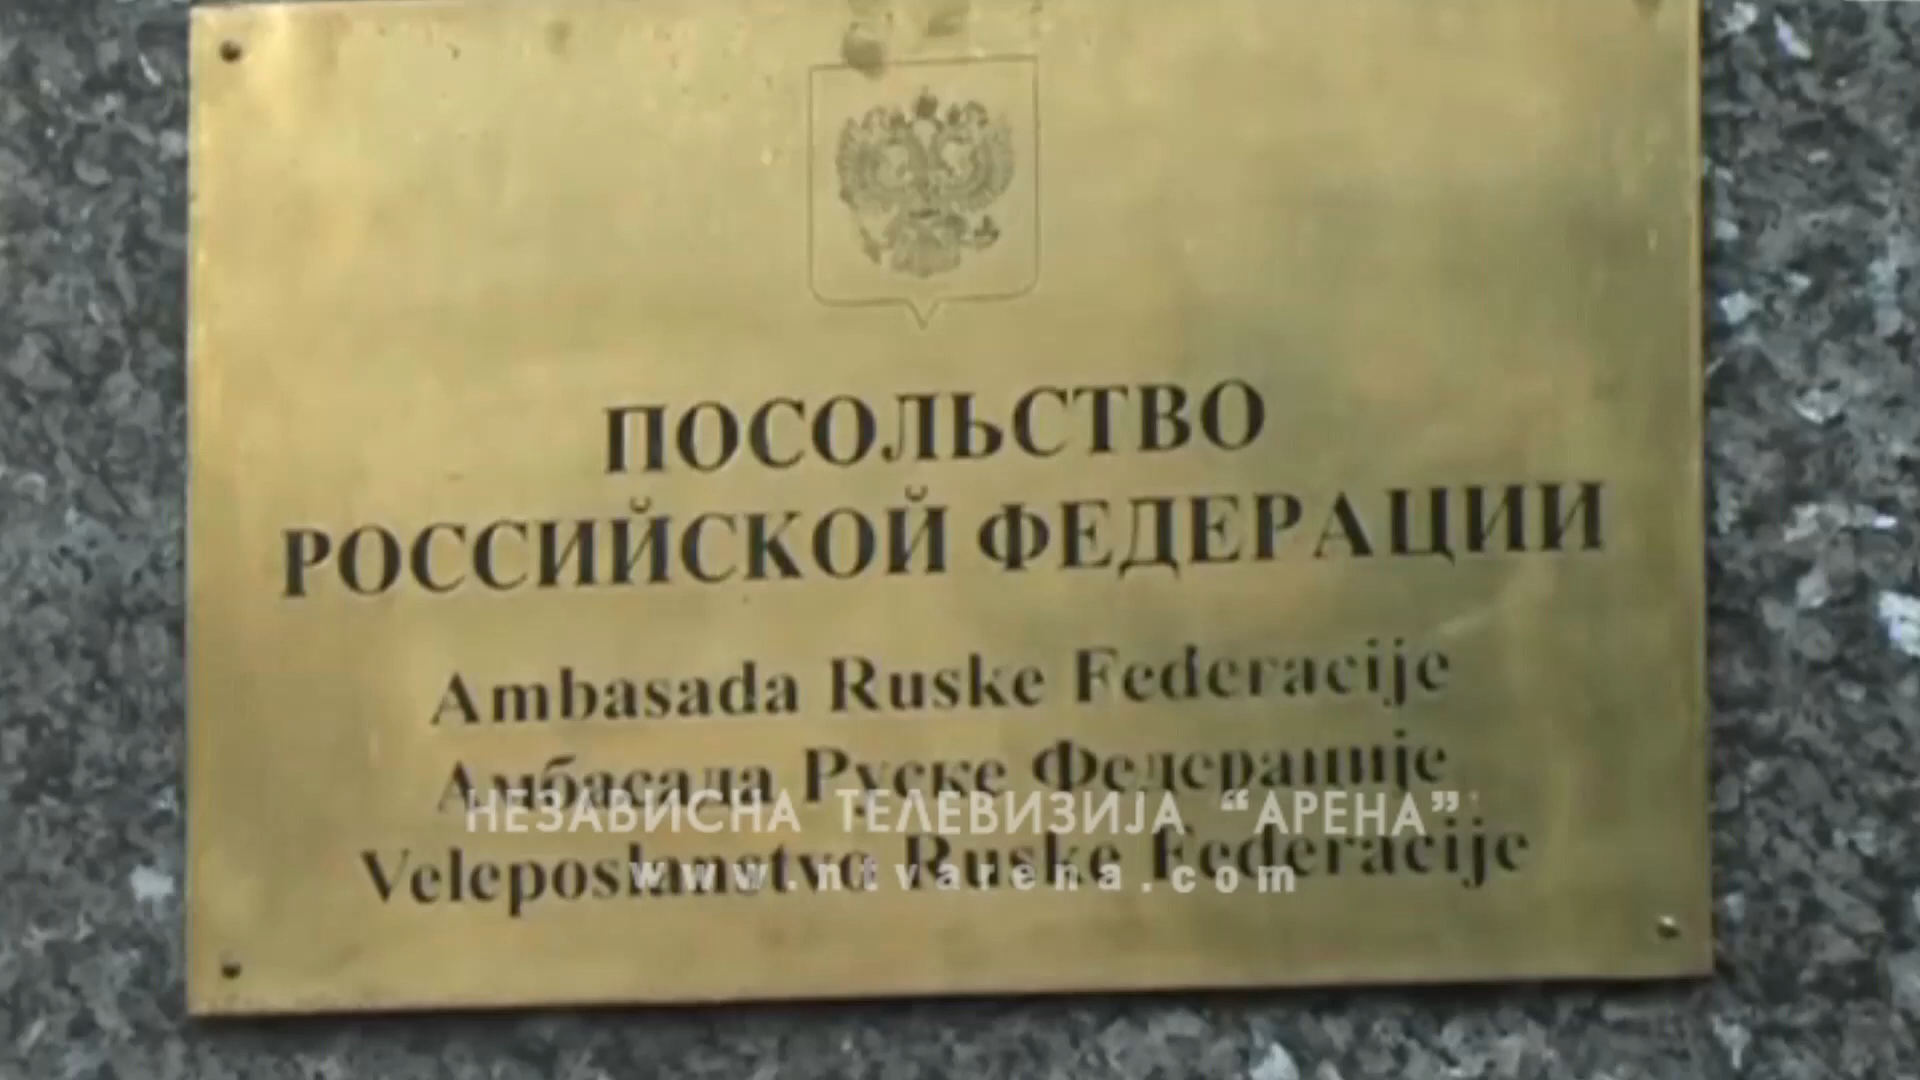 ПОСОЛЬСТВО
РОССИЙСКОЙ ФЕДЕРАЦИИ
Ambasada Ruske Federacije
Амбасада Руске Федерације
НЕЗАВИСНА ТЕЛЕВИЗИЈА “АРЕНА”
Veleposlanstvo Ruske Federacije
www.ntvarena.com